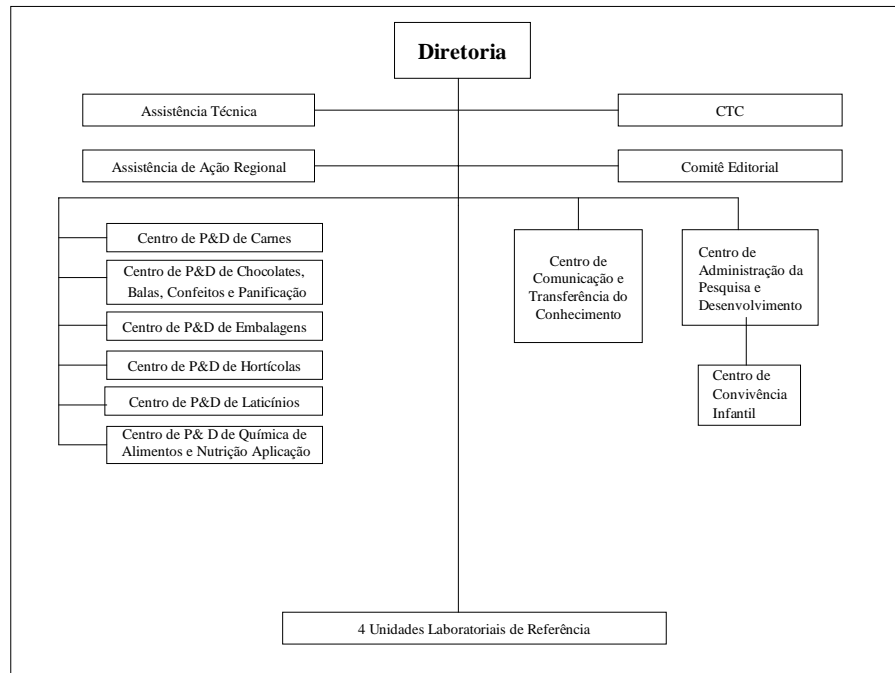 Diretoria
Assistência Técnica
CTC
Assistência de Ação Regional
Comitê Editorial
Centro de P&D de Carnes
Centro de P&D de Chocolates,
Balas, Confeitos e Panificação
Centro de P&D de Embalagens
Centro de P&D de Hortícolas
Centro de P&D de Laticínios
Centro de P& D de Química de
Alimentos e Nutrição Aplicação
Centro de
Comunicação e
Transferência do
Conhecimento
Centro de
Administração da
Pesquisa e
Desenvolvimento
Centro de
Convivência
Infantil
4 Unidades Laboratoriais de Referência